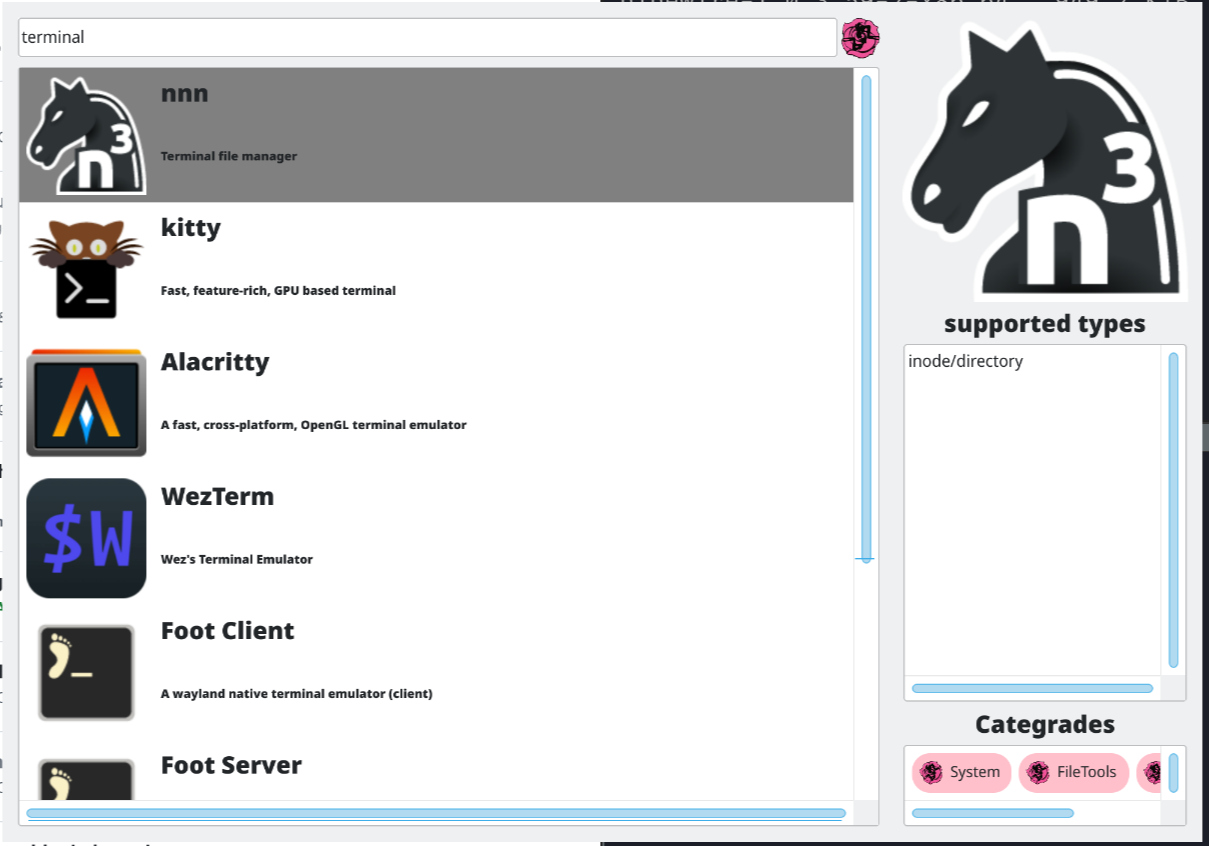 terminal
nnn
Terminal file manager
kitty
Fast, feature-rich, GPU based terminal
Alacritty
A fast, cross-platform, OpenGL terminal emulator
$W
WezTerm
Wez's Terminal Emulator
Foot Client
A wayland native terminal emulator (client)
Foot Server
n3
supported types
inode/directory
Categrades
System
FileTools